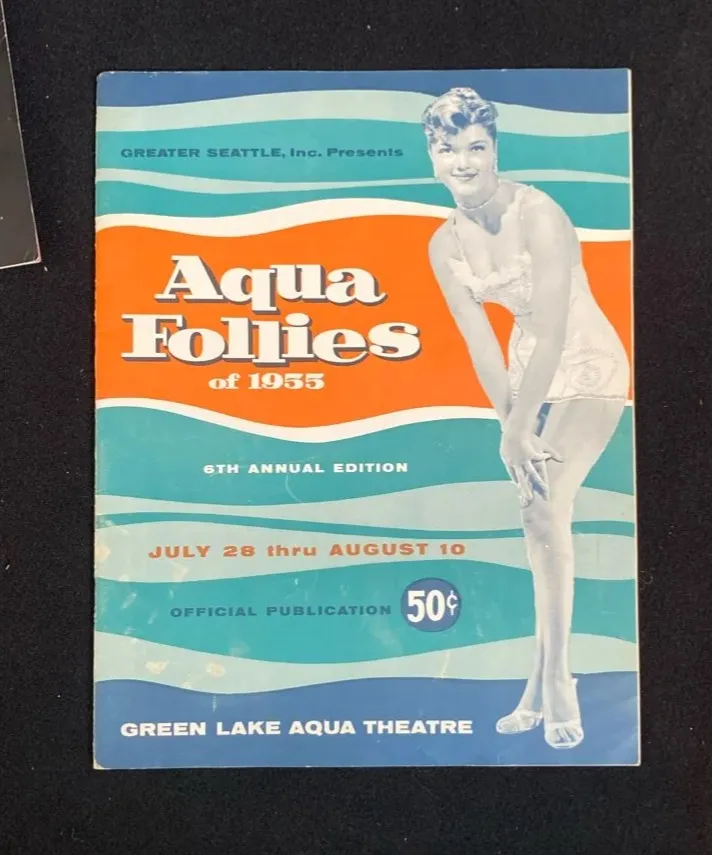 GREATER SEATTLE, Inc. Presents
Aqua
Follies
of 1955
6TH ANNUAL EDITION
JULY 28 thru AUGUST 10
OFFICIAL PUBLICATION 50¢
GREEN LAKE AQUA THEATRE